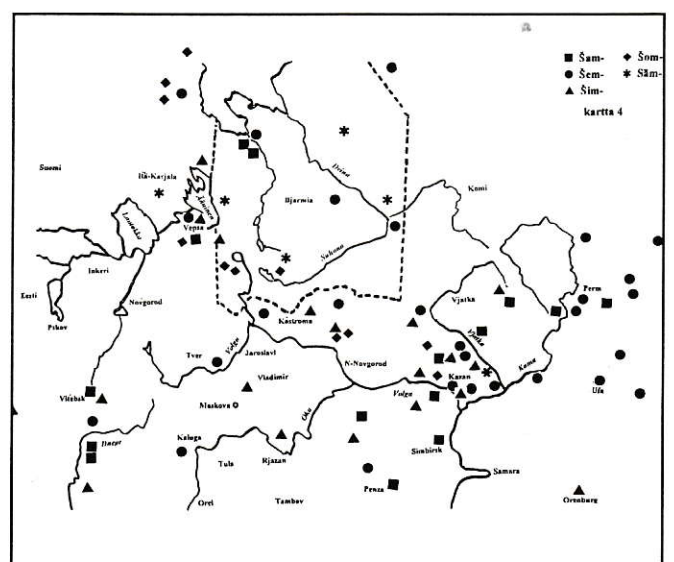 Šam- Šom-
Šem- Säm-
Šim-
kartta 4
Suomi
Itä-Karjala
Dvina
Ääninen
Bjarmia
Komi
Laatokka
Vepsä
Suhona
Inkeri
Eesti
Novgorod
Perm
Vjatka
Pskov
Kostroma
Vjatka
Tver
Volga
Jaroslavl
N-Novgorod
Kama
Vladimir
Kazan
Ufa
Vitebsk
Moskova
Volga
Oka
Dnepr
Kaluga
Simbirsk
Tula
Rjazan
Samara
Penza
Orel
Tambov
Orenburg